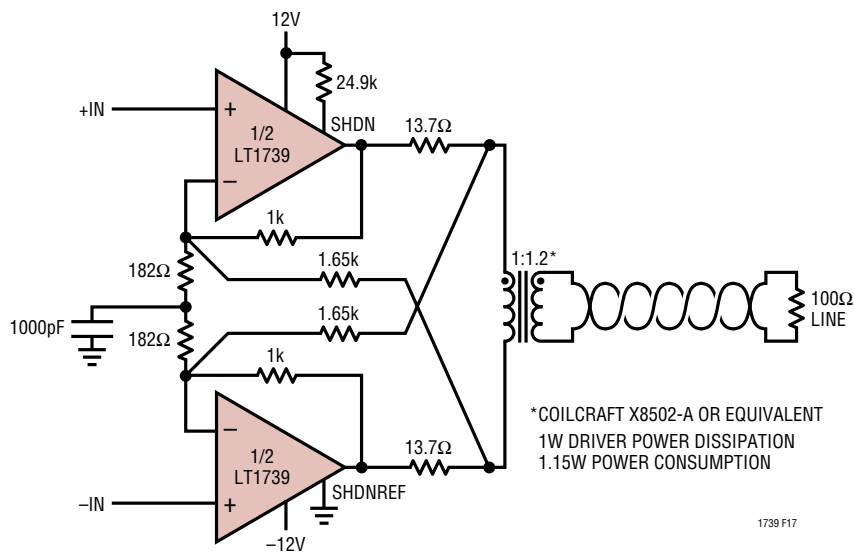 12V
24.9k
+IN
+
1/2
LT1739
SHDN
13.7Ω
–
1k
182Ω
1.65k
1:1.2*
1000pF
182Ω
1.65k
100Ω
LINE
1k
–
1/2
LT1739
13.7Ω
–IN
+
SHDNREF
–12V
*COILCRAFT X8502-A OR EQUIVALENT
1W DRIVER POWER DISSIPATION
1.15W POWER CONSUMPTION
1739 F17